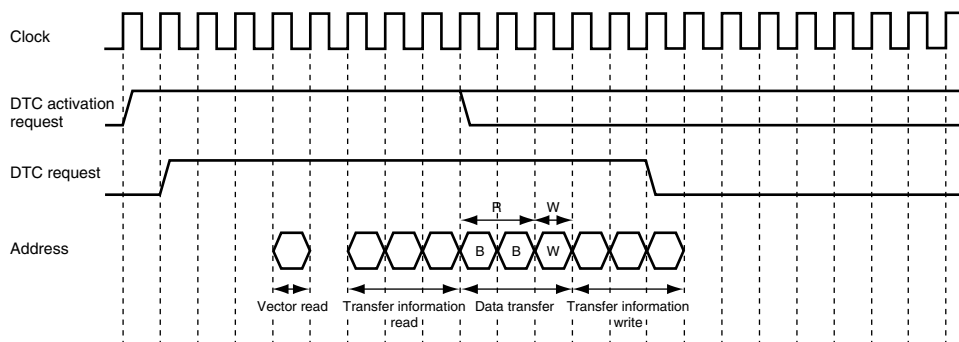 Clock
DTC activation
request
DTC request
R W
Address
B B W
Vector read Transfer information Data transfer Transfer information
read write